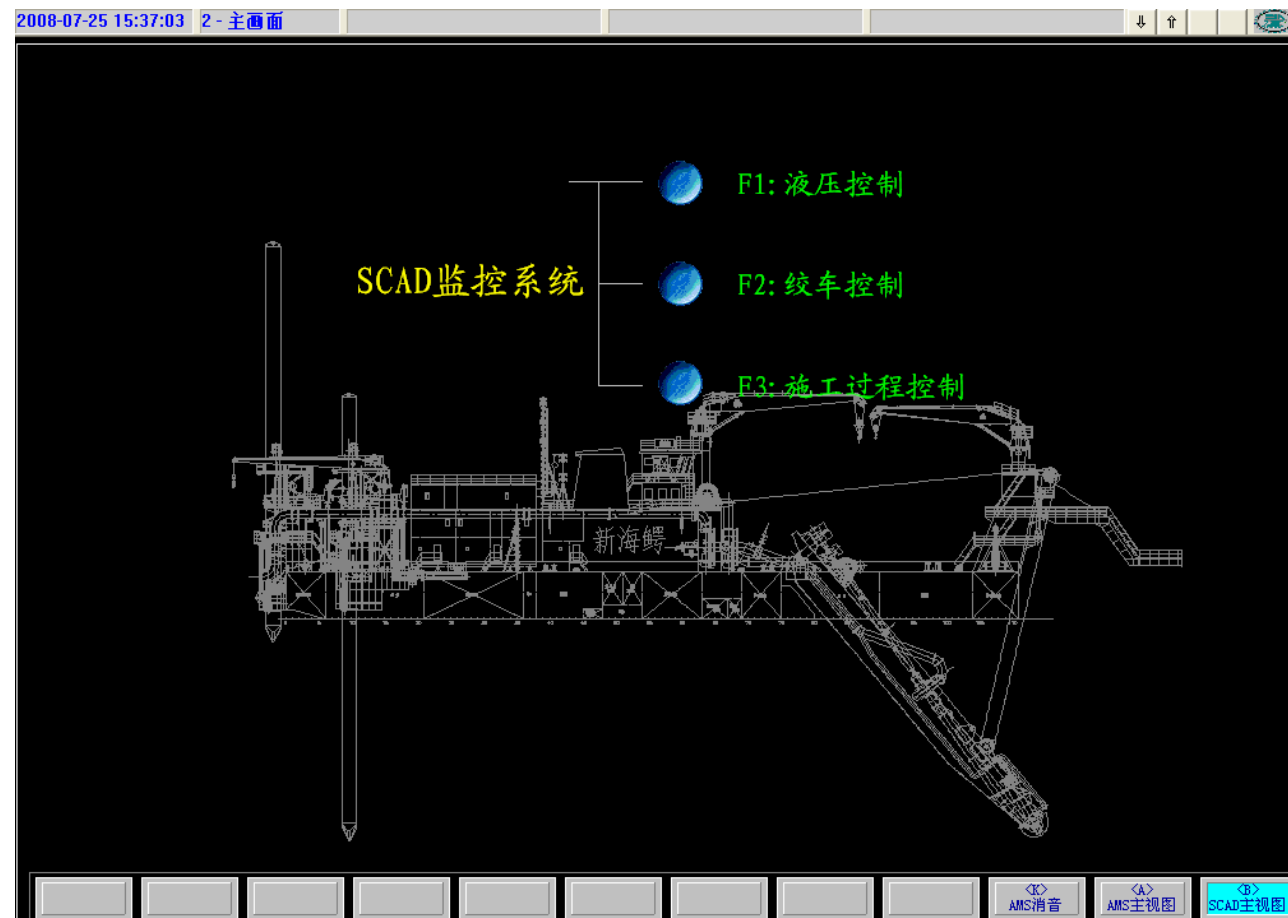 2008-07-25 15:37:03 2 - 主画面
F1: 液压控制
SCAD监控系统
F2: 绞车控制
F3: 施工过程控制
新海鳄
<K>
AMS消音
<A>
AMS主视图
<B>
SCAD主视图